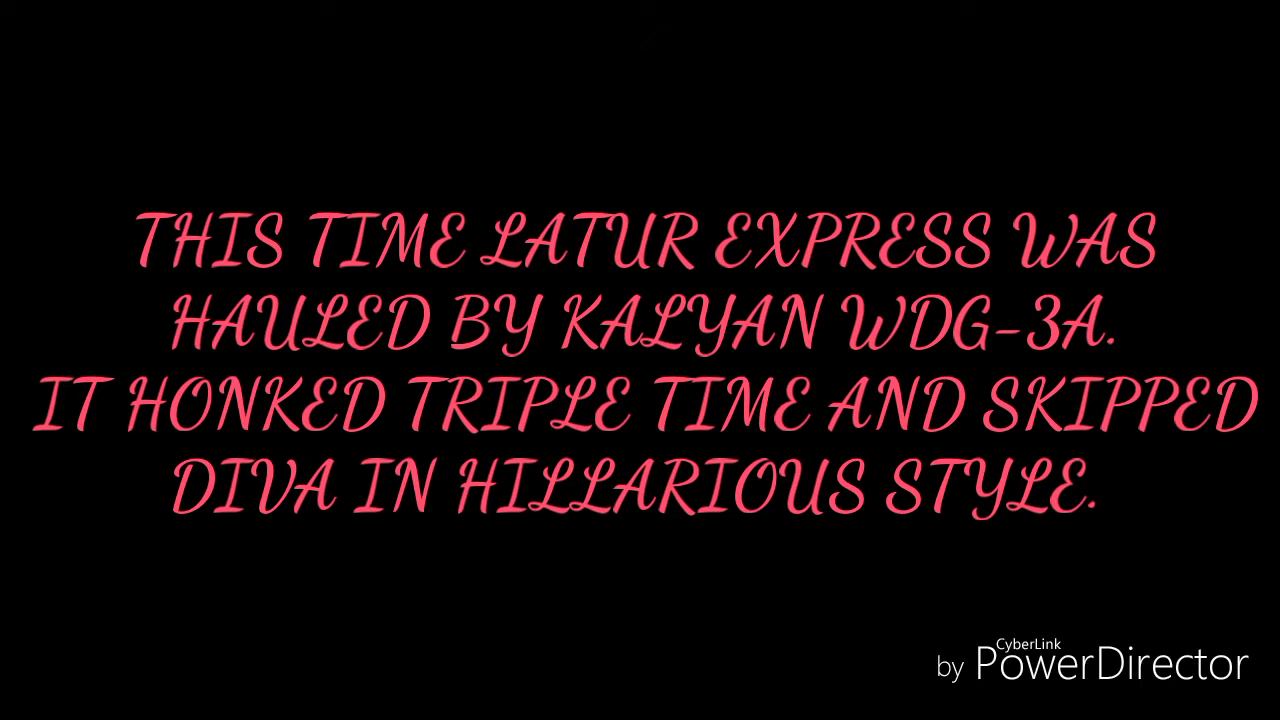 THIS TIME LATUR EXPRESS WAS
HAULED BY KALYAN WDG-3A.
IT HONKED TRIPLE TIME AND SKIPPED
DIVA IN HILLARIOUS STYLE.
by CyberLink PowerDirector